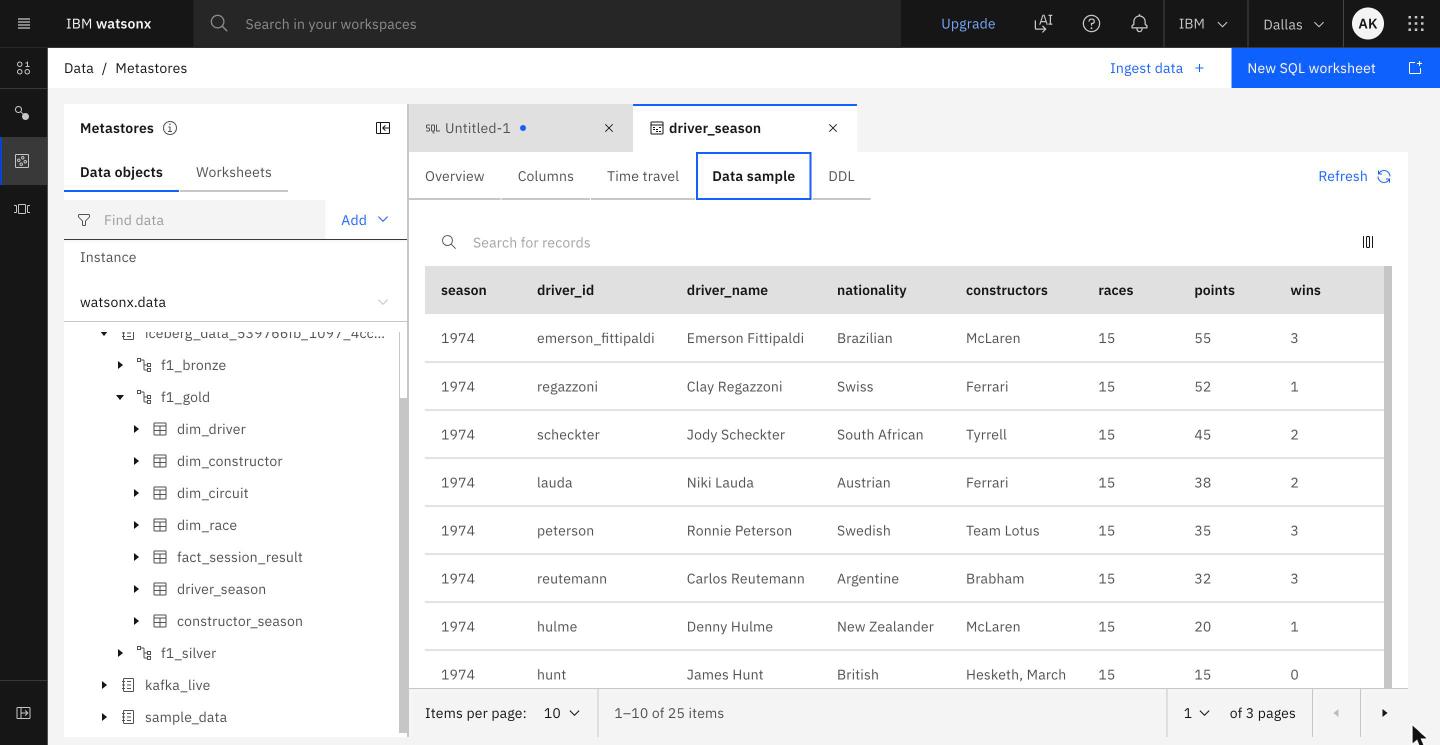 IBM watsonx
Search in your workspaces
Upgrade
IBM
Dallas
AK
Data / Metastores
Ingest data +
New SQL worksheet
Metastores
Data objects
Worksheets
Find data
Add
Instance
watsonx.data
iceberg_data_539766fb_1097_4cc...
f1_bronze
f1_gold
dim_driver
dim_constructor
dim_circuit
dim_race
fact_session_result
driver_season
constructor_season
f1_silver
kafka_live
sample_data
SQL Untitled-1
driver_season
Overview Columns Time travel Data sample DDL
Refresh
Search for records
season driver_id driver_name nationality constructors races points wins
1974 emerson_fittipaldi Emerson Fittipaldi Brazilian McLaren 15 55 3
1974 regazzoni Clay Regazzoni Swiss Ferrari 15 52 1
1974 scheckter Jody Scheckter South African Tyrrell 15 45 2
1974 lauda Niki Lauda Austrian Ferrari 15 38 2
1974 peterson Ronnie Peterson Swedish Team Lotus 15 35 3
1974 reutemann Carlos Reutemann Argentine Brabham 15 32 3
1974 hulme Denny Hulme New Zealander McLaren 15 20 1
1974 hunt James Hunt British Hesketh, March 15 15 0
Items per page: 10
1–10 of 25 items
1 of 3 pages